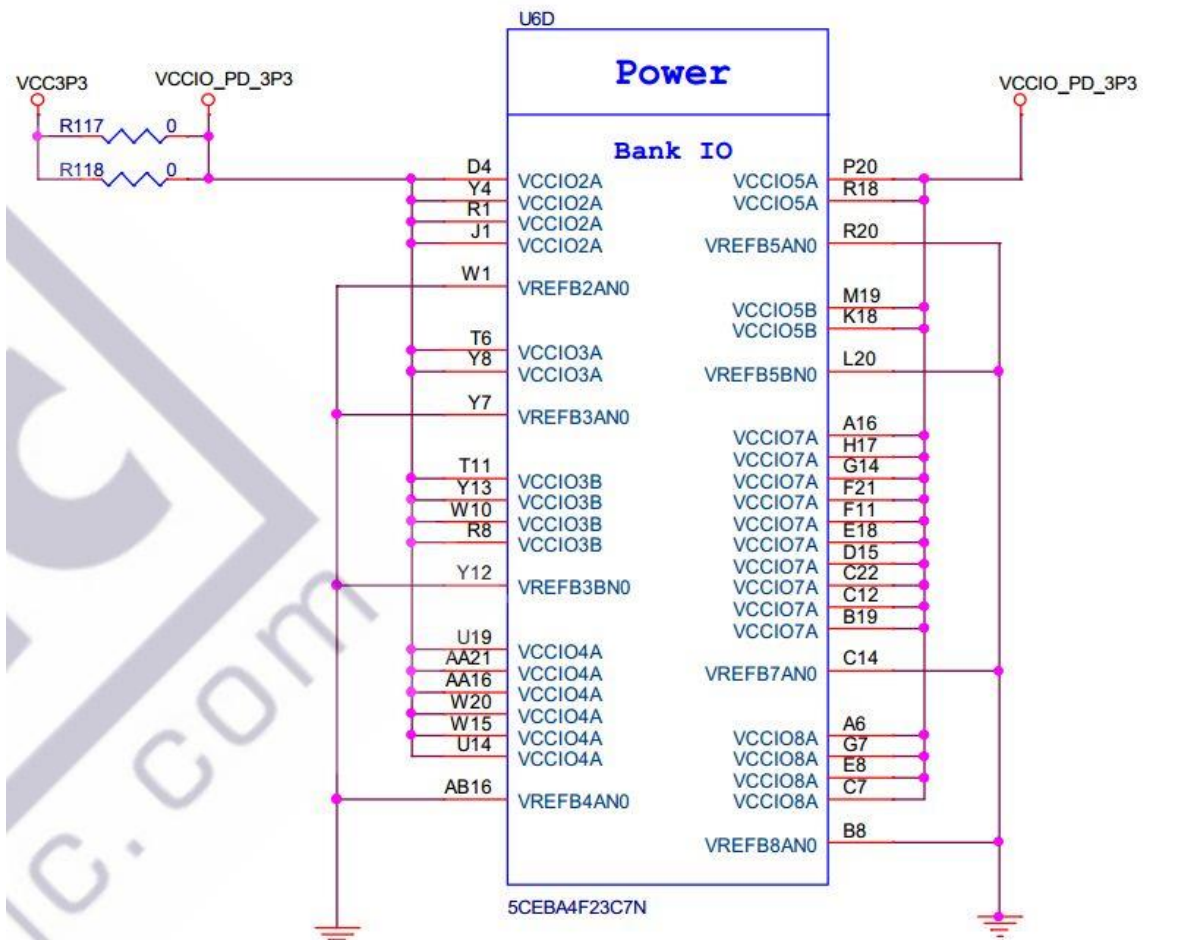 U6D
Power
Bank IO
VCC3P3
VCCIO_PD_3P3
R117 0
R118 0
VCCIO_PD_3P3
D4 VCCIO2A
Y4 VCCIO2A
R1 VCCIO2A
J1 VCCIO2A
W1 VREFB2AN0
T6 VCCIO3A
Y8 VCCIO3A
Y7 VREFB3AN0
T11 VCCIO3B
Y13 VCCIO3B
W10 VCCIO3B
R8 VCCIO3B
Y12 VREFB3BN0
U19 VCCIO4A
AA21 VCCIO4A
AA16 VCCIO4A
W20 VCCIO4A
W15 VCCIO4A
U14 VCCIO4A
AB16 VREFB4AN0
VCCIO5A P20
VCCIO5A R18
VREFB5AN0 R20
VCCIO5B M19
VCCIO5B K18
VREFB5BN0 L20
VCCIO7A A16
VCCIO7A H17
VCCIO7A G14
VCCIO7A F21
VCCIO7A F11
VCCIO7A E18
VCCIO7A D15
VCCIO7A C22
VCCIO7A C12
VCCIO7A B19
VREFB7AN0 C14
VCCIO8A A6
VCCIO8A G7
VCCIO8A E8
VCCIO8A C7
VREFB8AN0 B8
5CEBA4F23C7N
ic.com